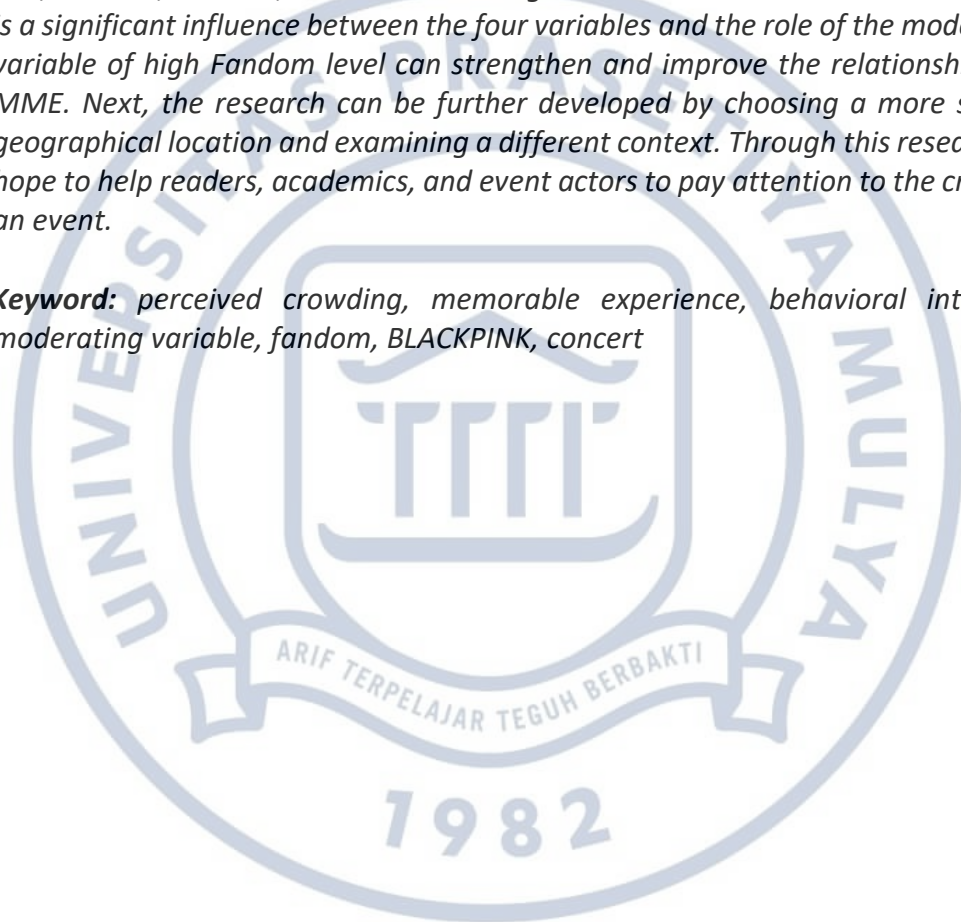 is a significant influence between the four variables and the role of the mode
variable of high Fandom level can strengthen and improve the relationsh
MME. Next, the research can be further developed by choosing a more s
geographical location and examining a different context. Through this resea
hope to help readers, academics, and event actors to pay attention to the cr
an event.
Keyword: perceived crowding, memorable experience, behavioral int
moderating variable, fandom, BLACKPINK, concert
UNIVERSITAS PRASETIYA MULYA
ARIF TERPELAJAR TEGUH BERBAKTI
1982